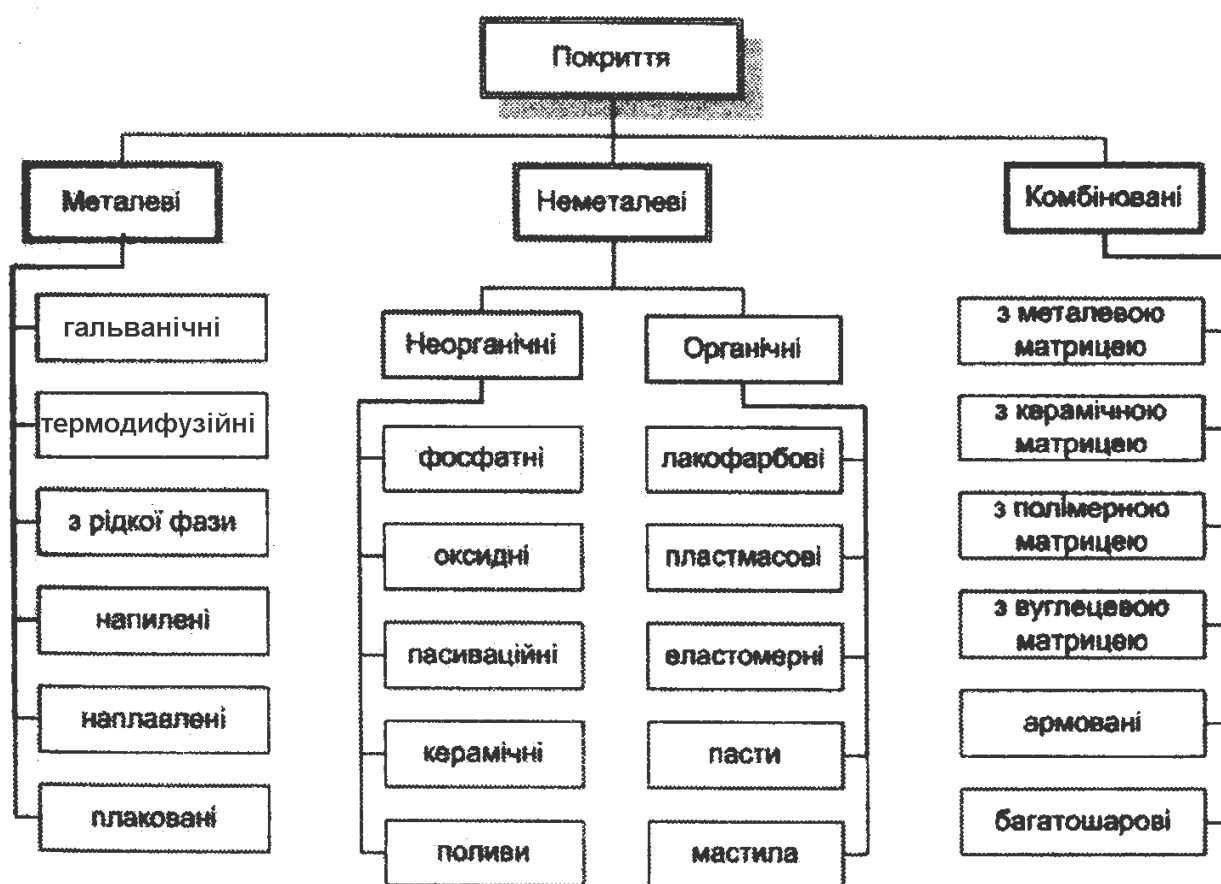 Покриття
Металеві
Неметалеві
Комбіновані
гальванічні
термодифузійні
з рідкої фази
напилені
наплавлені
плаковані
Неорганічні
фосфатні
оксидні
пасиваційні
керамічні
поливи
Органічні
лакофарбові
пластмасові
еластомерні
пасти
мастила
з металевою
матрицею
з керамічною
матрицею
з полімерною
матрицею
з вуглецевою
матрицею
армовані
багатошарові